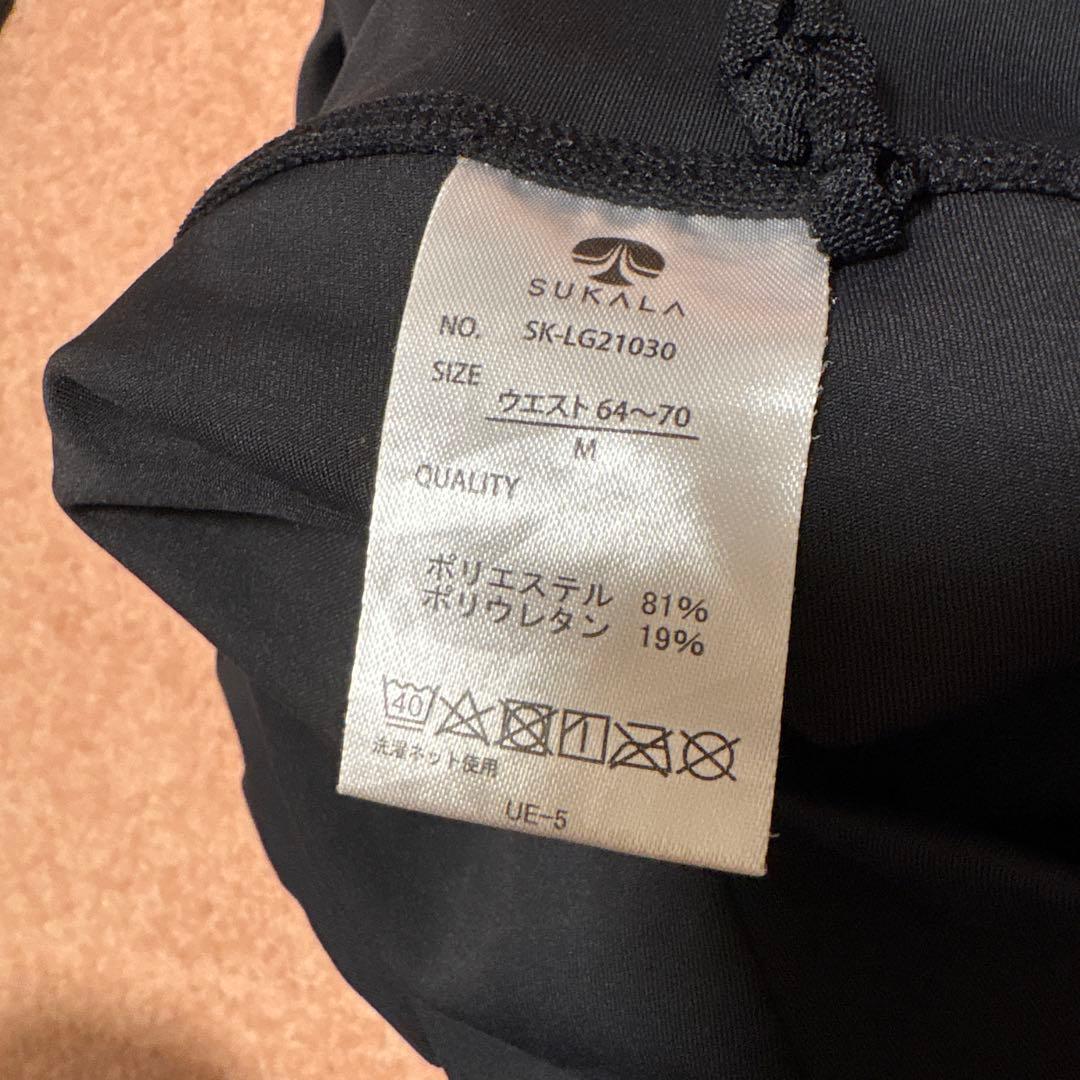 SUKALA
NO. SK-LG21030
SIZE
ウエスト 64〜70
M
QUALITY
ポリエステル 81%
ポリウレタン 19%
40
洗濯ネット使用
UE-5